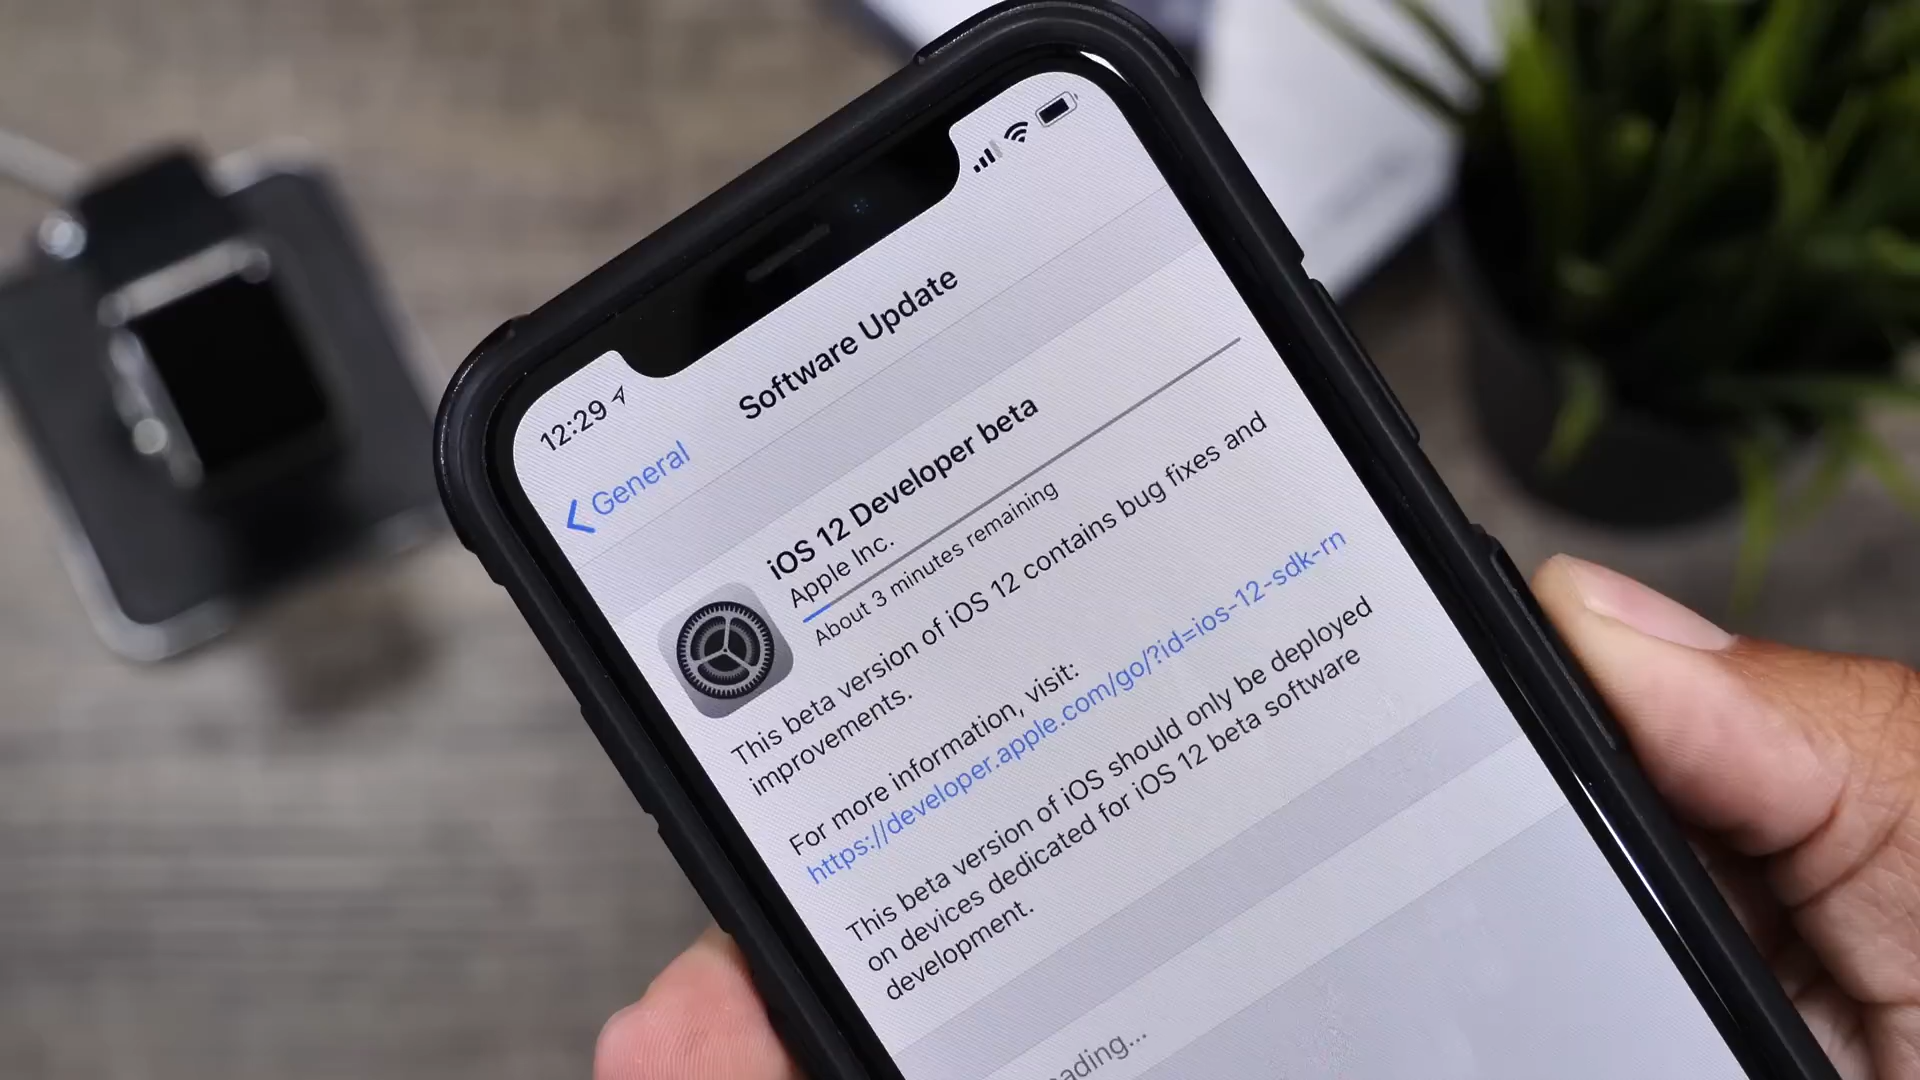 12:29
General
Software Update
iOS 12 Developer beta
Apple Inc.
About 3 minutes remaining
This beta version of iOS 12 contains bug fixes and
improvements.
For more information, visit:
https://developer.apple.com/go/?id=ios-12-sdk-rn
This beta version of iOS should only be deployed
on devices dedicated for iOS 12 beta software
development.